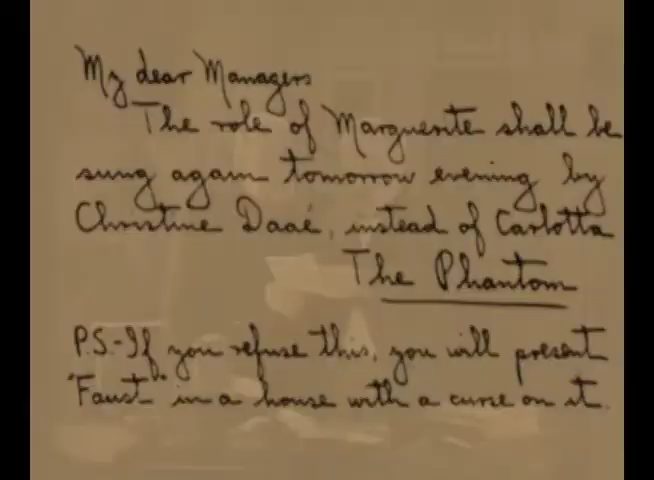 My dear Managers
The role of Marguerite shall be
sung again tomorrow evening by
Christine Daaé, instead of Carlotta
The Phantom
P.S.-If you refuse this, you will present
"Faust" in a house with a curse on it.